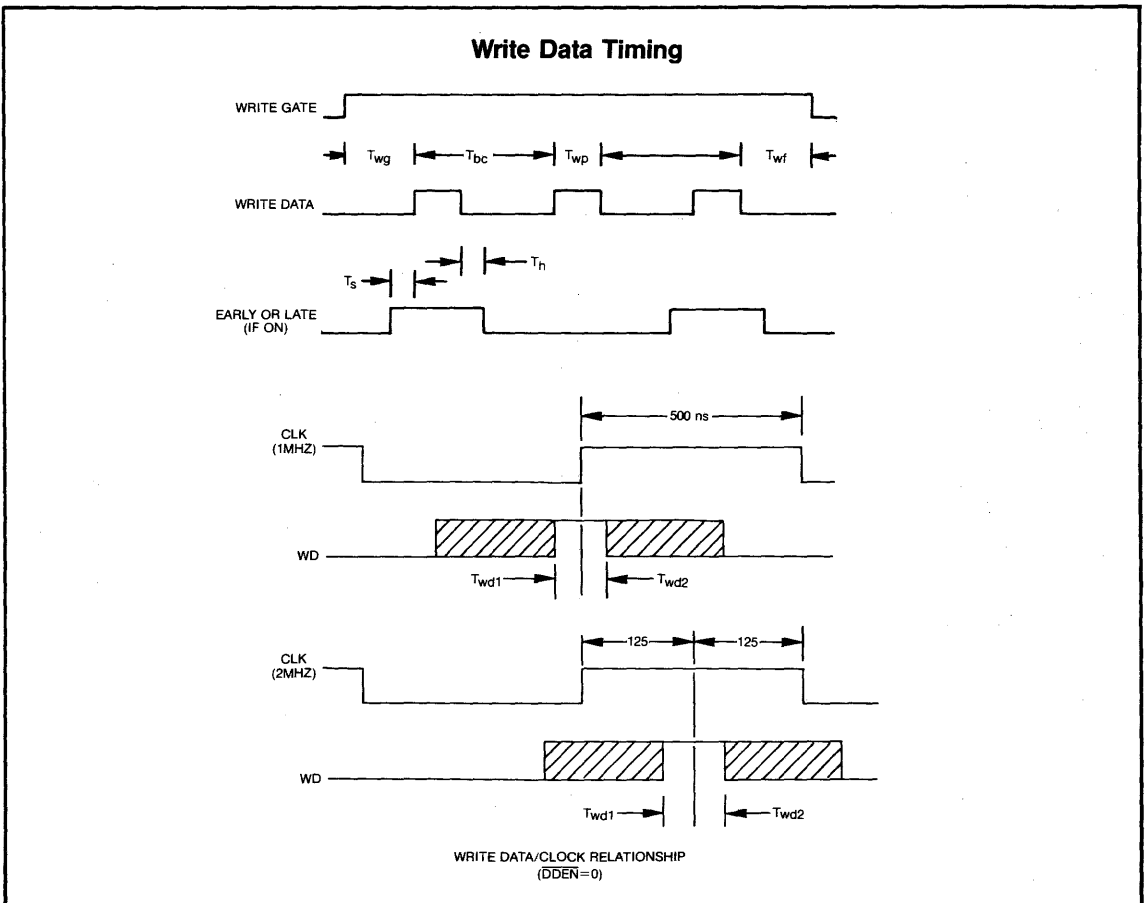 Write Data Timing
WRITE GATE
Twg
Tbc
Twp
Twf
WRITE DATA
Ts
Th
EARLY OR LATE
(IF ON)
500 ns
CLK
(1MHZ)
WD
Twd1
Twd2
125
125
CLK
(2MHZ)
WD
Twd1
Twd2
WRITE DATA/CLOCK RELATIONSHIP
(D̅D̅E̅N̅=0)